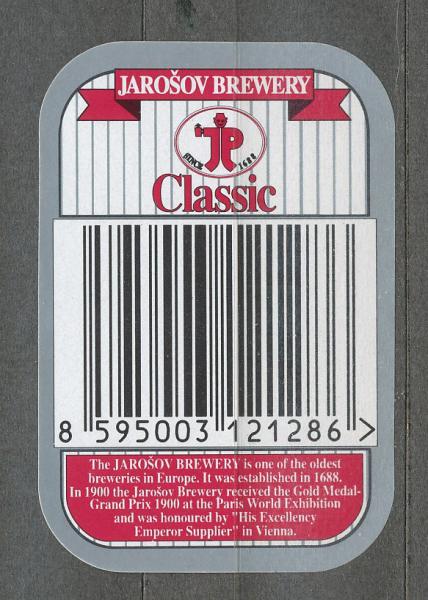 JAROŠOV BREWERY
JP
SINCE 1688
Classic
8 595003 121286 >
The JAROŠOV BREWERY is one of the oldest
breweries in Europe. It was established in 1688.
In 1900 the Jarošov Brewery received the Gold Medal-
Grand Prix 1900 at the Paris World Exhibition
and was honoured by "His Excellency
Emperor Supplier" in Vienna.